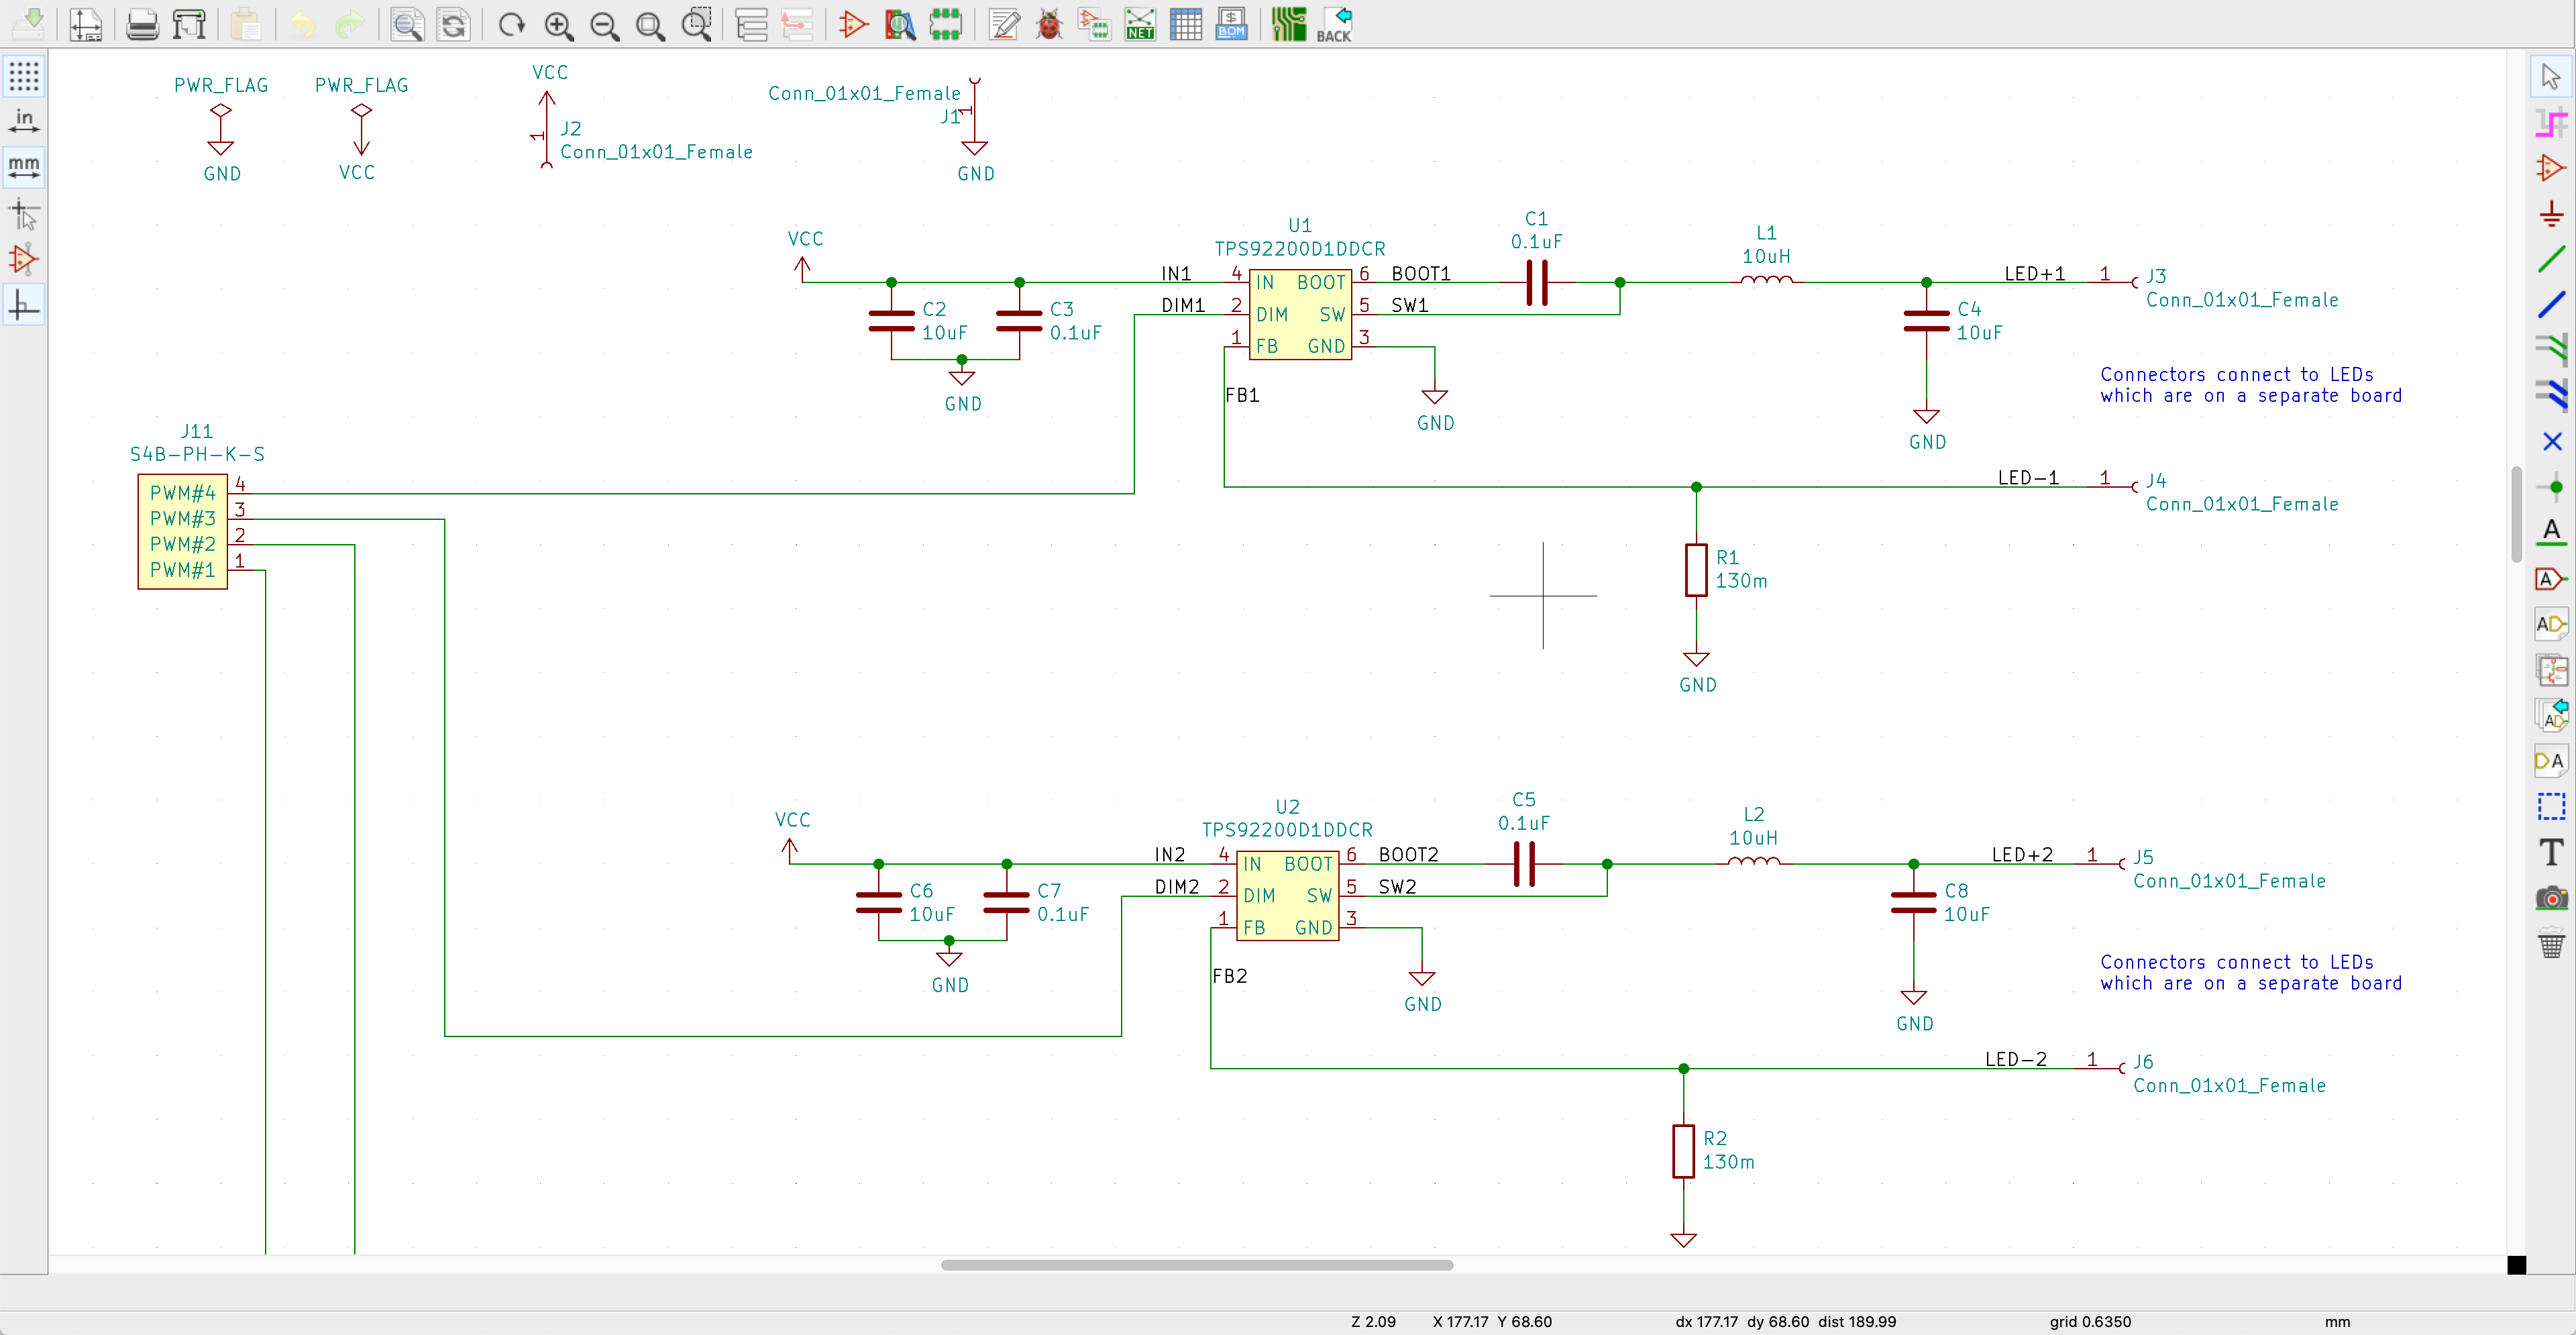 NET
$
BOM
BACK
in
mm
PWR_FLAG
GND
PWR_FLAG
VCC
VCC
1
J2
Conn_01x01_Female
Conn_01x01_Female
J1
1
GND
VCC
C2
10uF
C3
0.1uF
GND
U1
TPS92200D1DDCR
IN1
4
IN
BOOT
6
BOOT1
DIM1
2
DIM
SW
5
SW1
1
FB
GND
3
FB1
GND
C1
0.1uF
L1
10uH
C4
10uF
GND
LED+1
1
J3
Conn_01x01_Female
Connectors connect to LEDs
which are on a separate board
LED-1
1
J4
Conn_01x01_Female
R1
130m
GND
J11
S4B-PH-K-S
PWM#4
4
PWM#3
3
PWM#2
2
PWM#1
1
VCC
C6
10uF
C7
0.1uF
GND
U2
TPS92200D1DDCR
IN2
4
IN
BOOT
6
BOOT2
DIM2
2
DIM
SW
5
SW2
1
FB
GND
3
FB2
GND
C5
0.1uF
L2
10uH
C8
10uF
GND
LED+2
1
J5
Conn_01x01_Female
Connectors connect to LEDs
which are on a separate board
LED-2
1
J6
Conn_01x01_Female
R2
130m
A
A
AD
AD
DA
T
Z 2.09
X 177.17 Y 68.60
dx 177.17 dy 68.60 dist 189.99
grid 0.6350
mm